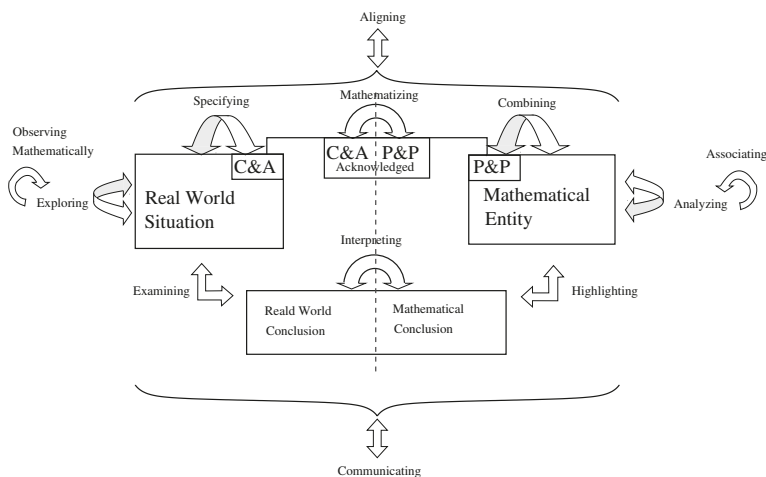 Aligning
Specifying
Mathematizing
Combining
Observing
Mathematically
Exploring
C&A
Real World
Situation
C&A P&P
Acknowledged
P&P
Mathematical
Entity
Associating
Analyzing
Interpreting
Examining
Highlighting
Reald World
Conclusion
Mathematical
Conclusion
Communicating